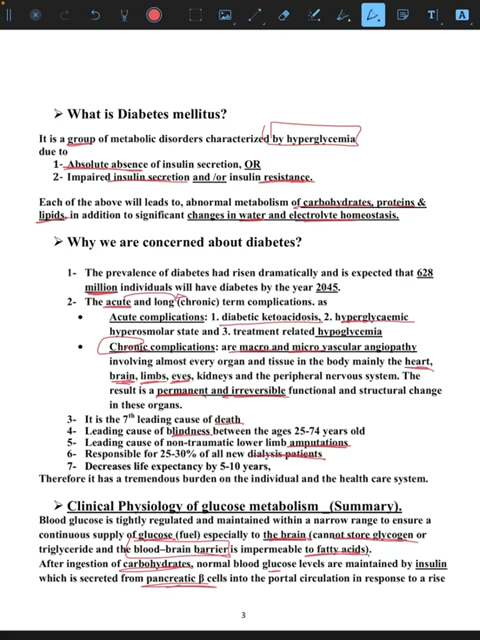 ➢ What is Diabetes mellitus?
It is a group of metabolic disorders characterized by hyperglycemia
due to
1- Absolute absence of insulin secretion, OR
2- Impaired insulin secretion and /or insulin resistance.
Each of the above will leads to, abnormal metabolism of carbohydrates, proteins &
lipids, in addition to significant changes in water and electrolyte homeostasis.
➢ Why we are concerned about diabetes?
1- The prevalence of diabetes had risen dramatically and is expected that 628
million individuals will have diabetes by the year 2045.
2- The acute and long (chronic) term complications. as
• Acute complications: 1. diabetic ketoacidosis, 2. hyperglycaemic
hyperosmolar state and 3. treatment related hypoglycemia
• Chronic complications: are macro and micro vascular angiopathy
involving almost every organ and tissue in the body mainly the heart,
brain, limbs, eyes, kidneys and the peripheral nervous system. The
result is a permanent and irreversible functional and structural change
in these organs.
3- It is the 7th leading cause of death
4- Leading cause of blindness between the ages 25-74 years old
5- Leading cause of non-traumatic lower limb amputations
6- Responsible for 25-30% of all new dialysis patients
7- Decreases life expectancy by 5-10 years,
Therefore it has a tremendous burden on the individual and the health care system.
➢ Clinical Physiology of glucose metabolism (Summary).
Blood glucose is tightly regulated and maintained within a narrow range to ensure a
continuous supply of glucose (fuel) especially to the brain (cannot store glycogen or
triglyceride and the blood–brain barrier is impermeable to fatty acids).
After ingestion of carbohydrates, normal blood glucose levels are maintained by insulin
which is secreted from pancreatic β cells into the portal circulation in response to a rise
3
T
A